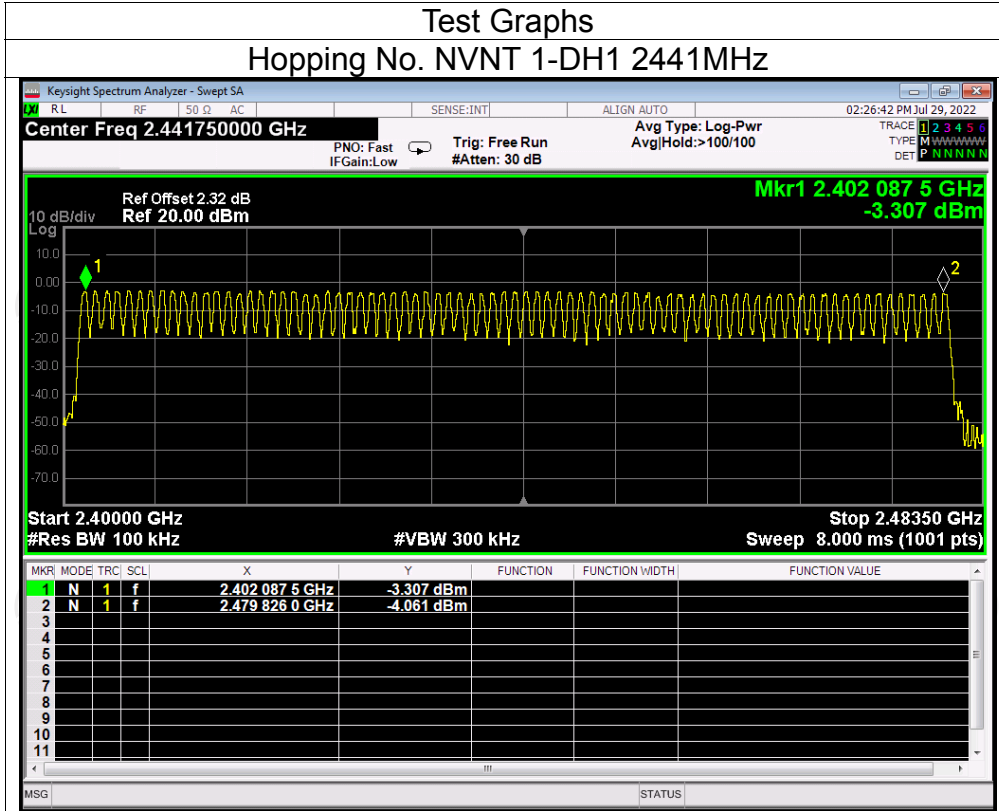 Test Graphs
Hopping No. NVNT 1-DH1 2441MHz
Keysight Spectrum Analyzer - Swept SA
LXI RL RF 50 Ω AC SENSE:INT ALIGN AUTO 02:26:42 PM Jul 29, 2022
Center Freq 2.441750000 GHz Avg Type: Log-Pwr TRACE 1 2 3 4 5 6
PNO: Fast Trig: Free Run Avg|Hold:>100/100 TYPE M WWWWW
IFGain:Low #Atten: 30 dB DET P N N N N N
Mkr1 2.402 087 5 GHz
-3.307 dBm
Ref Offset 2.32 dB
10 dB/div Ref 20.00 dBm
Log
10.0
1
2
0.00
-10.0
-20.0
-30.0
-40.0
-50.0
-60.0
-70.0
Start 2.40000 GHz Stop 2.48350 GHz
#Res BW 100 kHz #VBW 300 kHz Sweep 8.000 ms (1001 pts)
MKR MODE TRC SCL X Y FUNCTION FUNCTION WIDTH FUNCTION VALUE
1 N 1 f 2.402 087 5 GHz -3.307 dBm
2 N 1 f 2.479 826 0 GHz -4.061 dBm
3
4
5
6
7
8
9
10
11
MSG STATUS